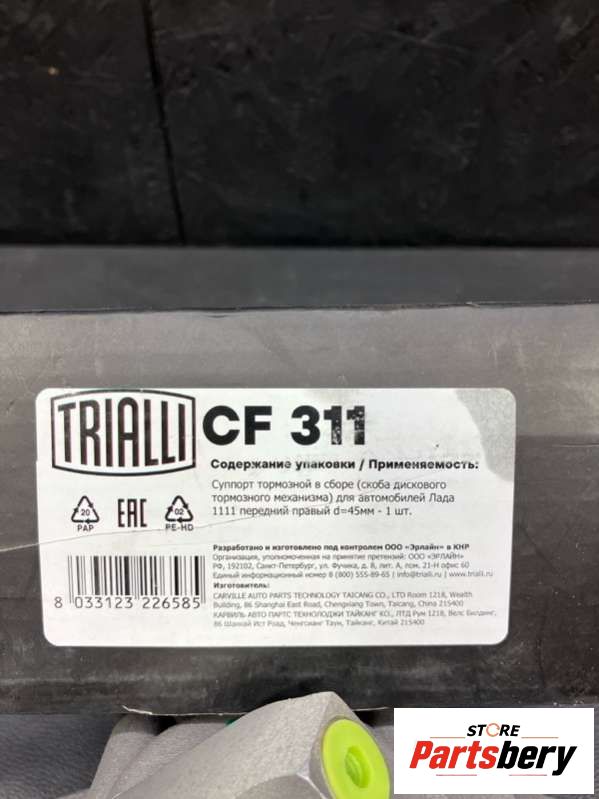 TRIALLI
CF 311
Содержание упаковки / Применяемость:
Суппорт тормозной в сборе (скоба дискового
тормозного механизма) для автомобилей Лада
1111 передний правый d=45мм - 1 шт.
20
PAP
EAC
02
PE-HD
Разработано и изготовлено под контролем ООО «Эрлайн» в КНР
Организация, уполномоченная на принятие претензий: ООО «ЭРЛАЙН»
РФ, 192102, Санкт-Петербург, ул. Фучика, д. 8, лит. А, пом. 21-Н офис 60
Единый информационный номер 8 (800) 555-89-65 | info@trialli.ru | www.trialli.ru
Изготовитель:
CARVILLE AUTO PARTS TECHNOLOGY TAICANG CO., LTD Room 1218, Wealth
Building, 86 Shanghai East Road, Chengxiang Town, Taicang, China 215400
КАРВИЛЬ АВТО ПАРТС ТЕХНОЛОДЖИ ТАЙКАНГ КО., ЛТД Рум 1218, Велс Билдинг,
86 Шанхай Ист Роад, Ченгсианг Таун, Тайканг, Китай 215400
8 033123 226585
STORE
Partsbery